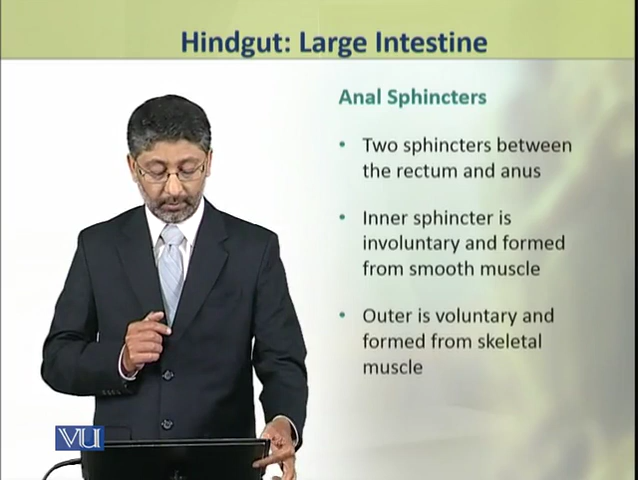 Hindgut: Large Intestine
Anal Sphincters
• Two sphincters between
the rectum and anus
• Inner sphincter is
involuntary and formed
from smooth muscle
• Outer is voluntary and
formed from skeletal
muscle
VU